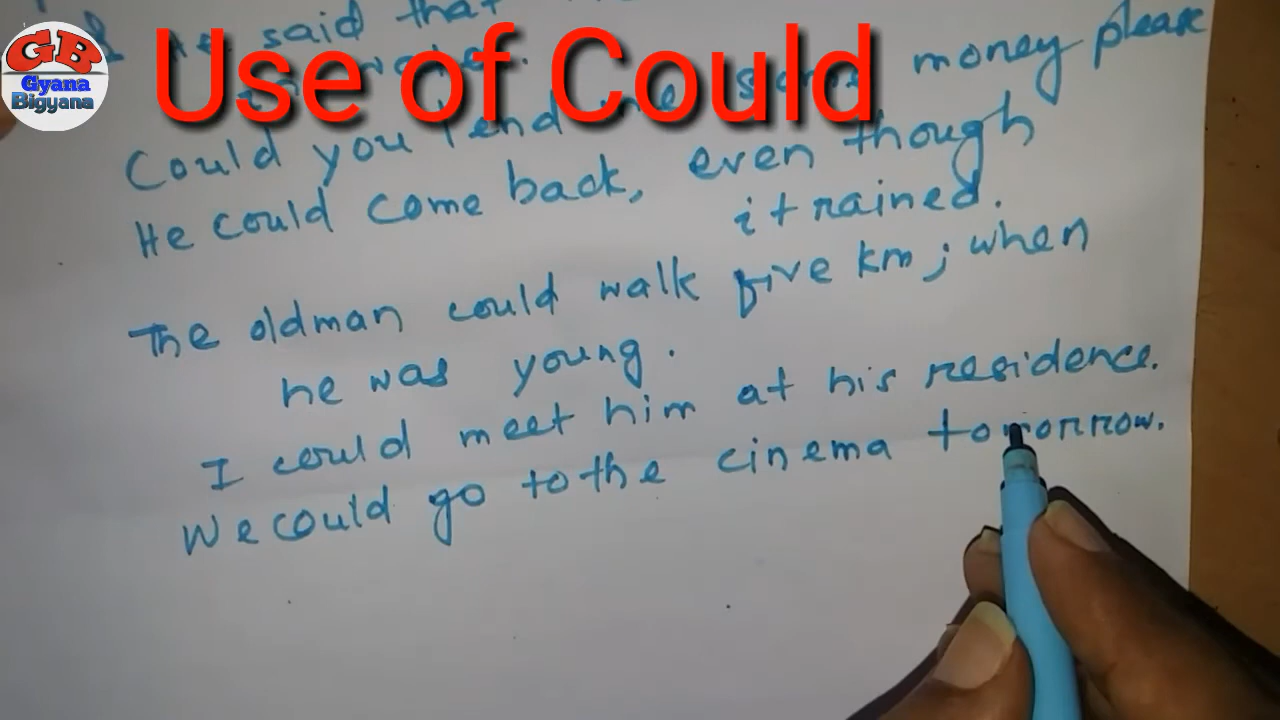 GB
Gyana
Bigyana
Use of Could
said that
Could you lend me some money please
He could come back, even though
it rained.
The oldman could walk five km, when
he was young.
I could meet him at his residence.
We could go to the cinema tomorrow.